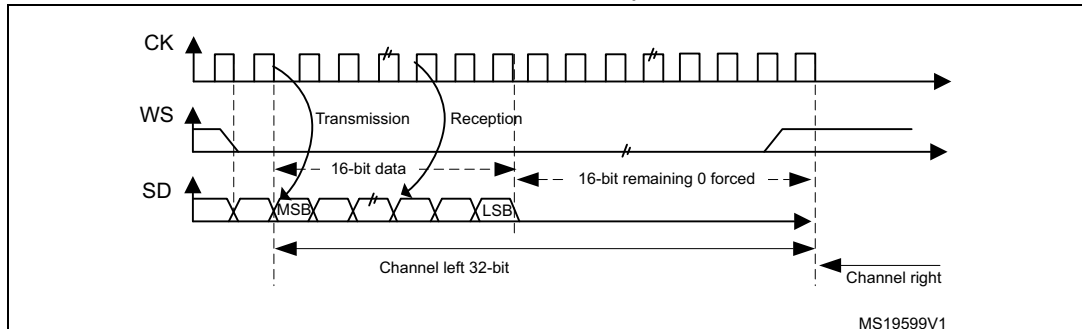 CK
WS
Transmission
Reception
16-bit data
16-bit remaining 0 forced
SD
MSB
LSB
Channel left 32-bit
Channel right
MS19599V1